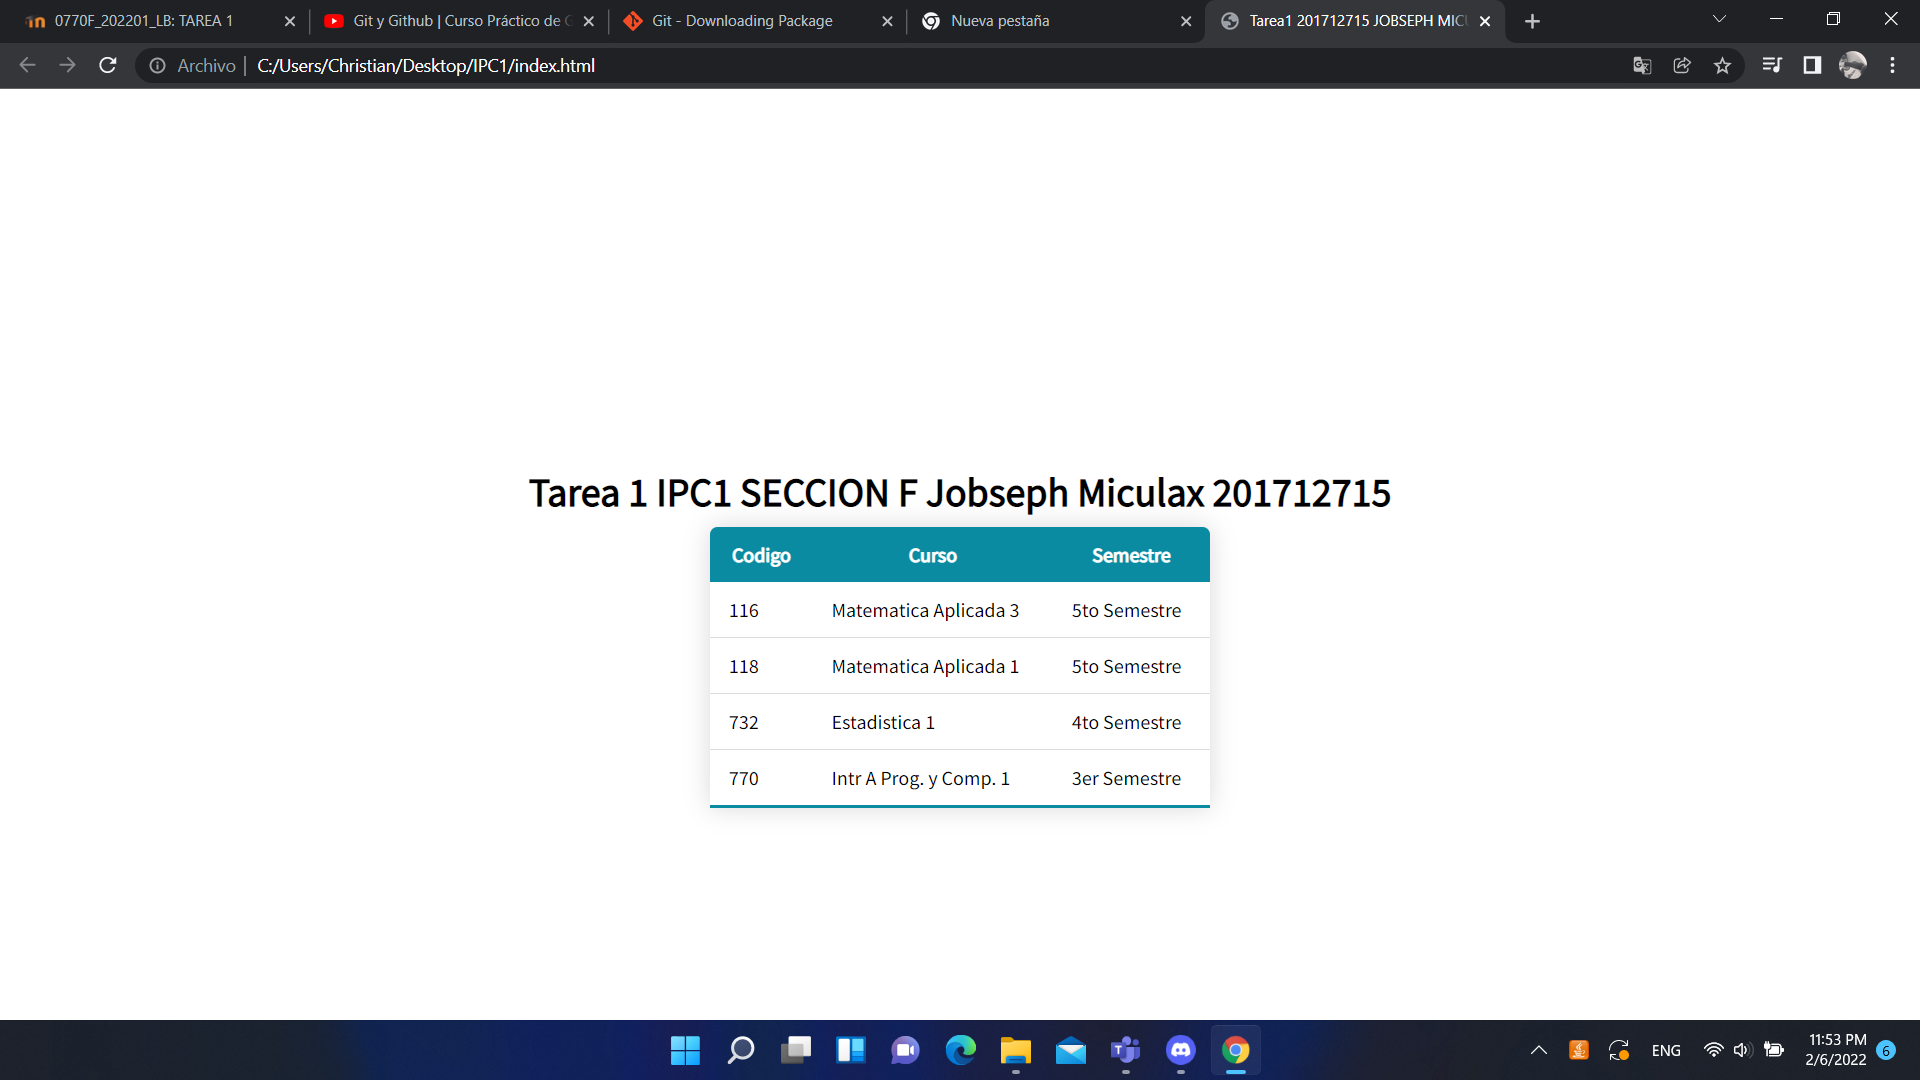 0770F_202201_LB: TAREA 1
Git y Github | Curso Práctico de
Git - Downloading Package
Nueva pestaña
Tarea1 201712715 JOBSEPH MIC
Archivo
C:/Users/Christian/Desktop/IPC1/index.html
Tarea 1 IPC1 SECCION F Jobseph Miculax 201712715
Codigo Curso Semestre
116 Matematica Aplicada 3 5to Semestre
118 Matematica Aplicada 1 5to Semestre
732 Estadistica 1 4to Semestre
770 Intr A Prog. y Comp. 1 3er Semestre
ENG
11:53 PM
2/6/2022
6